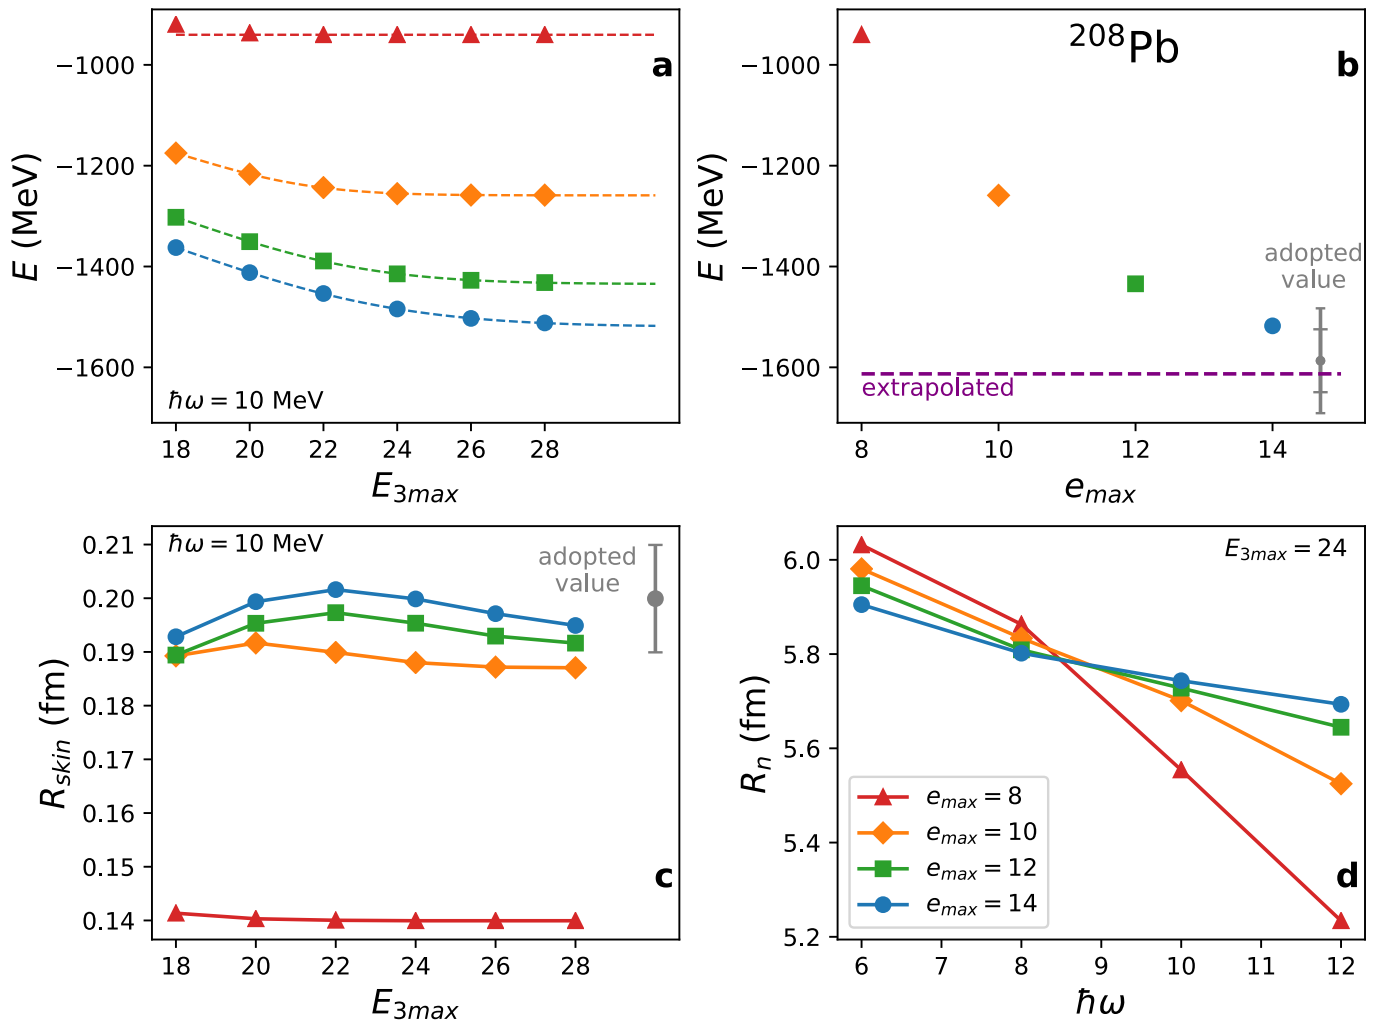 −1000
−1200
−1400
−1600
E (MeV)
18 20 22 24 26 28
E3max
ħω = 10 MeV
a
−1000
−1200
−1400
−1600
E (MeV)
8 10 12 14
emax
208Pb
b
adopted
value
extrapolated
0.21
0.20
0.19
0.18
0.17
0.16
0.15
0.14
Rskin (fm)
18 20 22 24 26 28
E3max
ħω = 10 MeV
adopted
value
c
6.0
5.8
5.6
5.4
5.2
Rn (fm)
6 7 8 9 10 11 12
ħω
E3max = 24
emax = 8
emax = 10
emax = 12
emax = 14
d